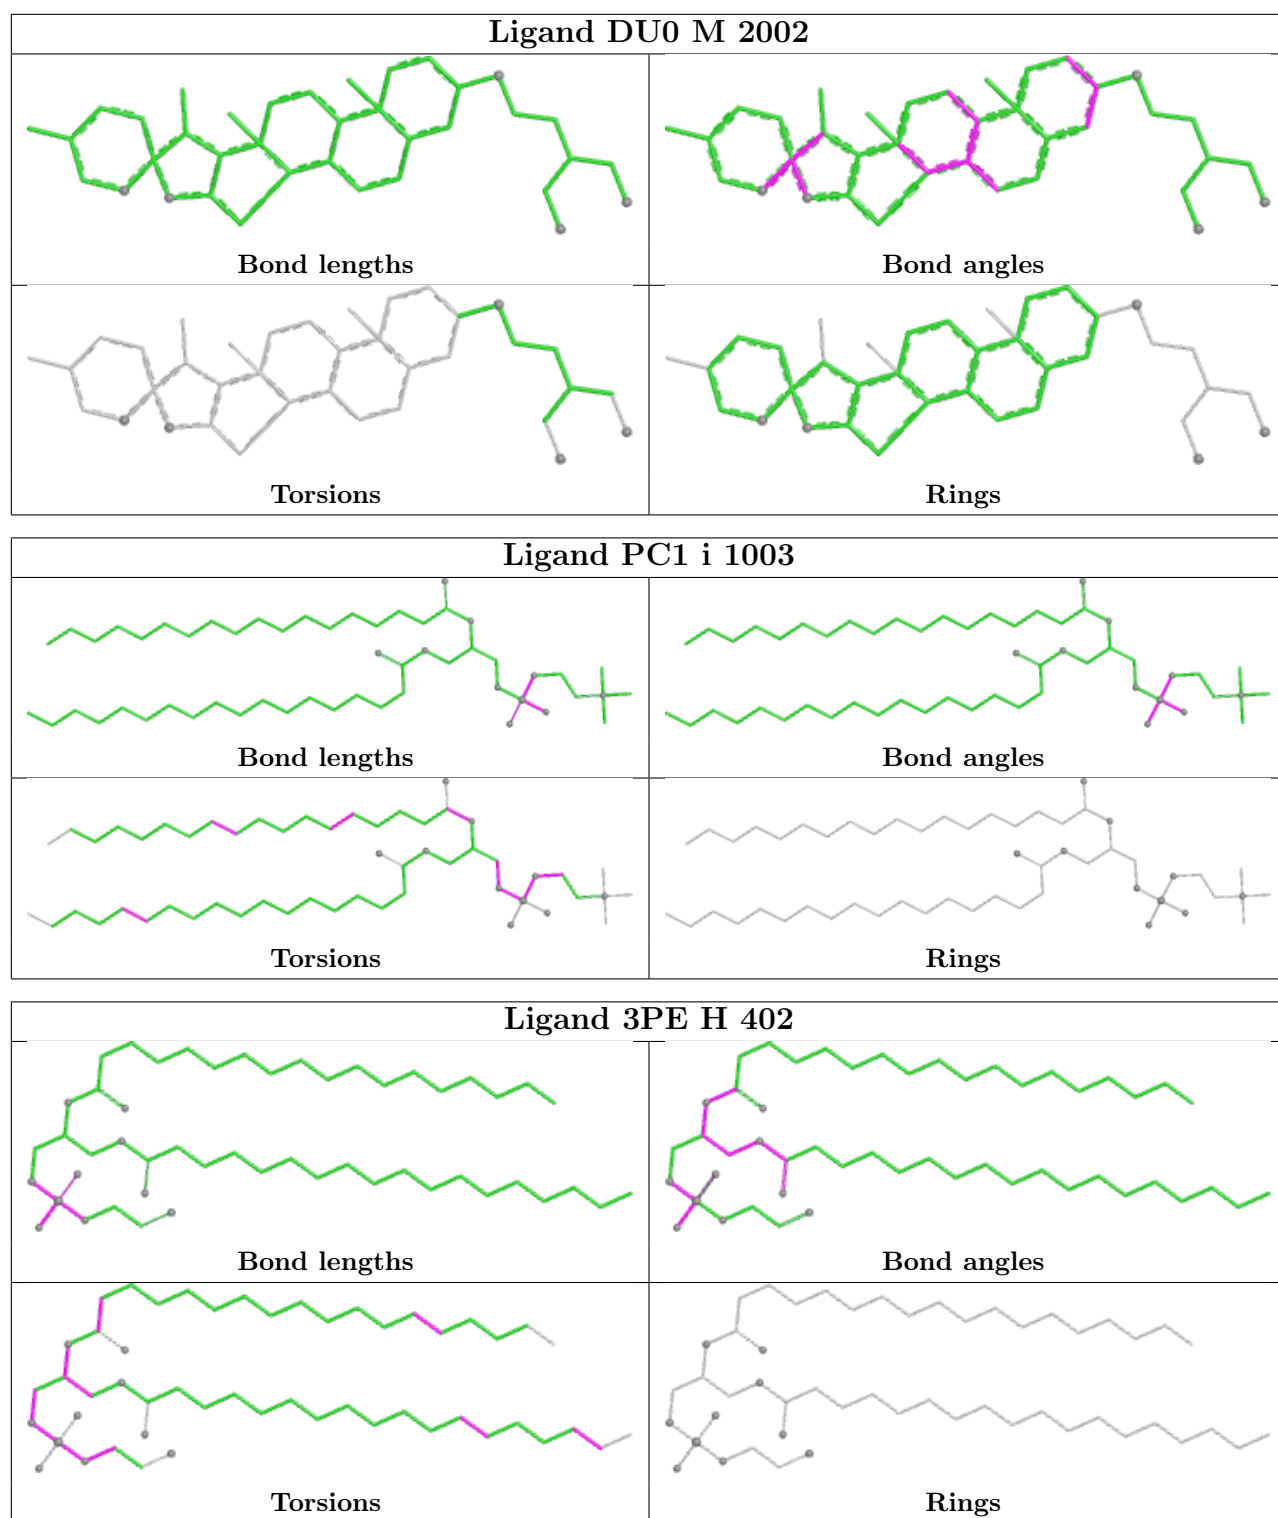 Ligand DU0 M 2002
Bond lengths
Bond angles
Torsions
Rings
Ligand PC1 i 1003
Bond lengths
Bond angles
Torsions
Rings
Ligand 3PE H 402
Bond lengths
Bond angles
Torsions
Rings